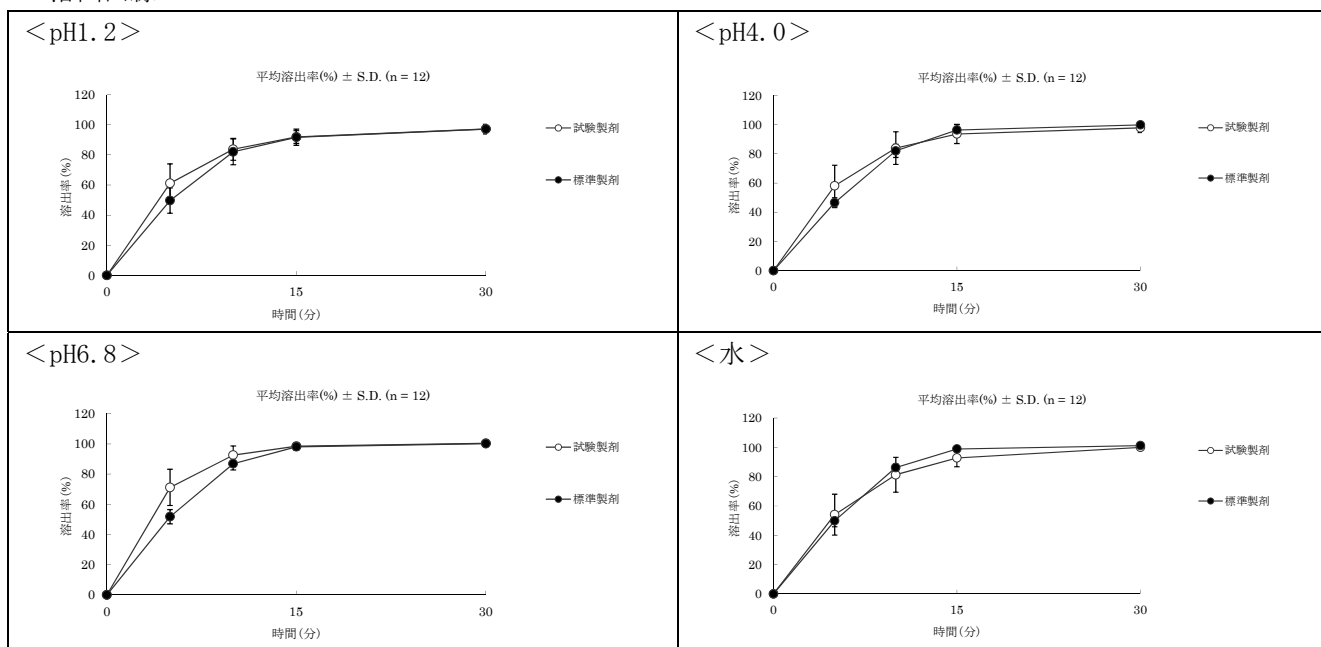 ＜pH1.2＞
平均溶出率(%) ± S.D. (n = 12)
溶出率(%)
120
100
80
60
40
20
0
0
15
30
時間(分)
試験製剤
標準製剤
＜pH4.0＞
平均溶出率(%) ± S.D. (n = 12)
溶出率(%)
120
100
80
60
40
20
0
0
15
30
時間(分)
試験製剤
標準製剤
＜pH6.8＞
平均溶出率(%) ± S.D. (n = 12)
溶出率(%)
120
100
80
60
40
20
0
0
15
30
時間(分)
試験製剤
標準製剤
＜水＞
平均溶出率(%) ± S.D. (n = 12)
溶出率(%)
120
100
80
60
40
20
0
0
15
30
時間(分)
試験製剤
標準製剤